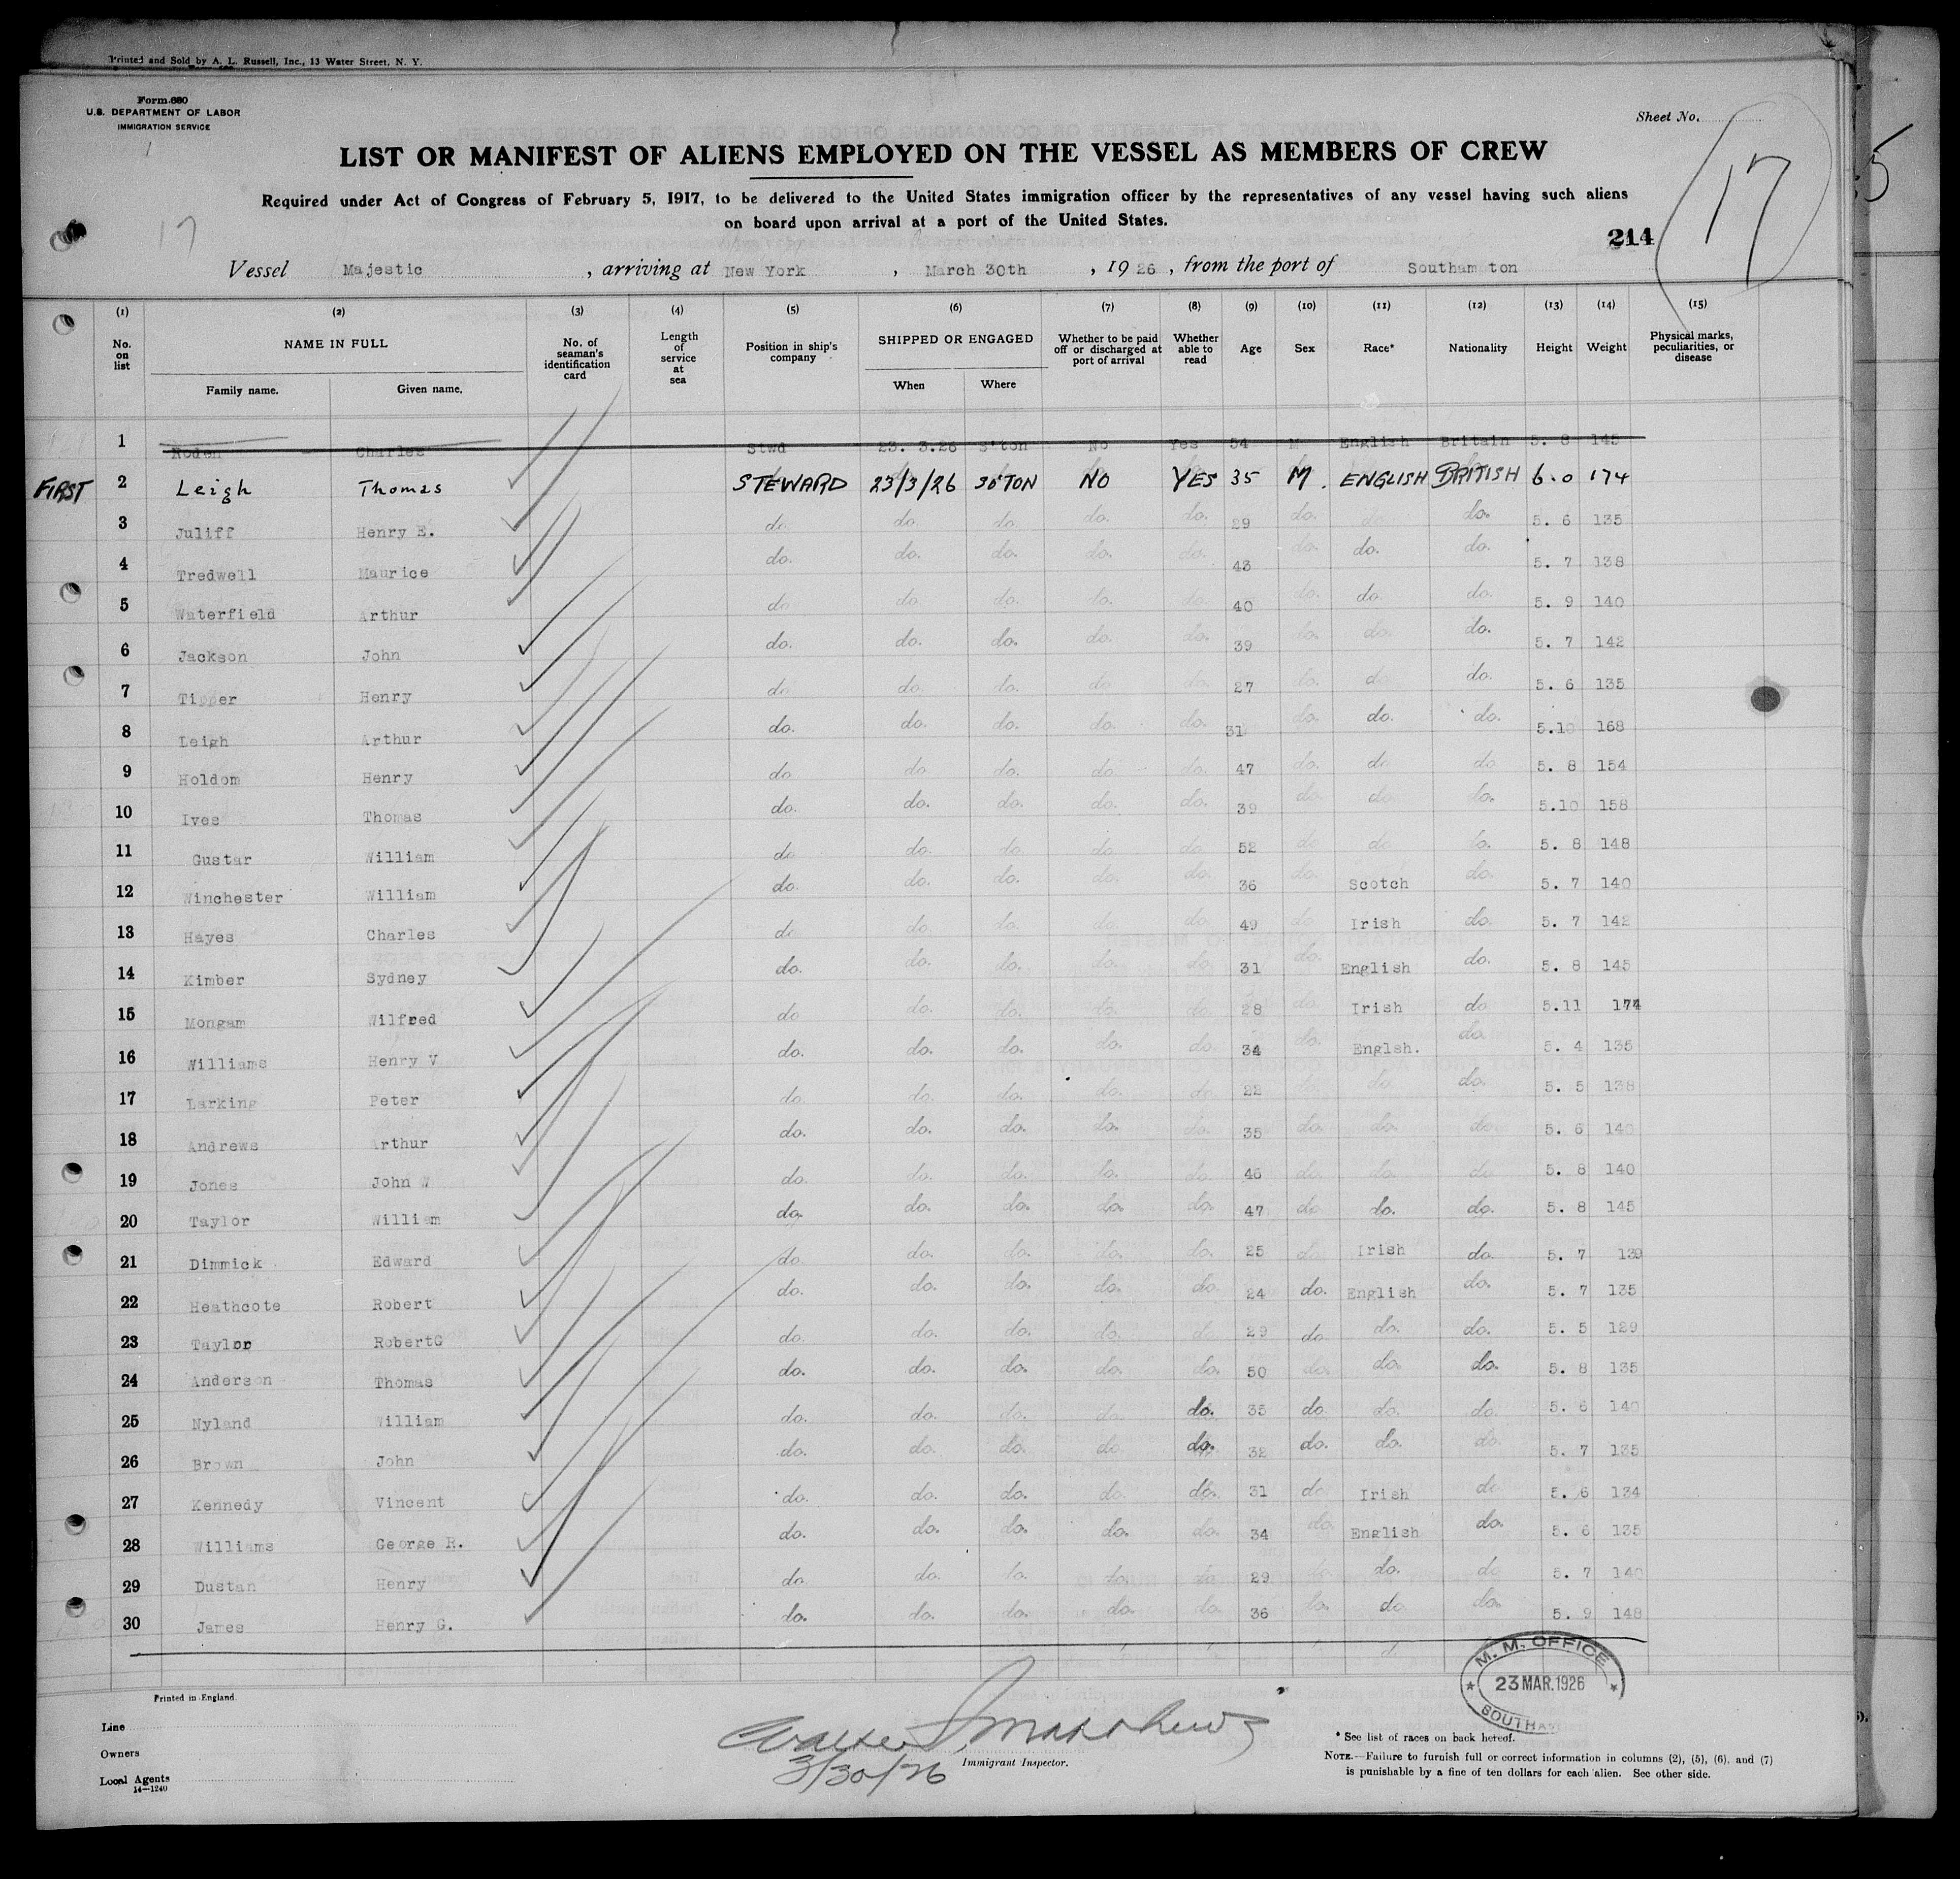 Printed and Sold by A. L. Russell, Inc., 13 Water Street, N. Y.
Form 680
U.S. DEPARTMENT OF LABOR
IMMIGRATION SERVICE
Sheet No. 17
LIST OR MANIFEST OF ALIENS EMPLOYED ON THE VESSEL AS MEMBERS OF CREW
Required under Act of Congress of February 5, 1917, to be delivered to the United States immigration officer by the representatives of any vessel having such aliens
on board upon arrival at a port of the United States.
17
214
Vessel Majestic, arriving at New York, March 30th, 1926, from the port of Southamton
(1) (2) (3) (4) (5) (6) (7) (8) (9) (10) (11) (12) (13) (14) (15)
No. on list NAME IN FULL No. of seaman's identification card Length of service at sea Position in ship's company SHIPPED OR ENGAGED Whether to be paid off or discharged at port of arrival Whether able to read Age Sex Race* Nationality Height Weight Physical marks, peculiarities, or disease
Family name. Given name. When Where
1 Roden Charles Stwd 23. 3.26 S'ton No Yes 54 M English Britain 5. 8 145
FIRST 2 Leigh Thomas STEWARD 23/3/26 SO'TON NO YES 35 M. ENGLISH BRITISH 6.0 174
3 Juliff Henry E. do do. do. do. do. 29 do. do do. 5. 6 135
4 Tredwell Maurice do. do. do. do. do. 43 do. do. do. 5. 7 138
5 Waterfield Arthur do do do. do. do 40 do. do. do. 5. 9 140
6 Jackson John do. do. do. do. do. 39 do. do. do. 5. 7 142
7 Tipper Henry do do. do. do do. 27 do. do do. 5. 6 135
8 Leigh Arthur do. do. do. do. do. 31 do. do. do. 5.10 168
9 Holdom Henry do do do. do do. 47 do. do do 5. 8 154
10 Ives Thomas do. do. do. do. do. 39 do do do. 5.10 158
11 Gustar William do do. do. do do. 52 do do do. 5. 8 148
12 Winchester William do. do. do. do. do. 36 do. Scotch do. 5. 7 140
13 Hayes Charles do do. do. do. do. 49 do Irish do. 5. 7 142
14 Kimber Sydney do. do. do. do. do. 31 do. English do. 5. 8 145
15 Mongam Wilfred do do. do. do. do. 28 do Irish do 5.11 174
16 Williams Henry V do. do. do. do. do. 34 do. Englsh. do. 5. 4 135
17 Larking Peter do. do. do. do. do. 22 do do. do. 5. 5 138
18 Andrews Arthur do. do. do. do. do. 35 do. do. do 5. 6 140
19 Jones John W do. do. do. do. do. 46 do. do. do 5. 8 140
20 Taylor William do. do. do. do. do. 47 do do. do. 5. 8 145
21 Dimmick Edward do. do. do. do. do. 25 do Irish do. 5. 7 139
22 Heathcote Robert do. do. do. do. do. 24 do. English do. 5. 7 135
23 Taylor RobertG do. do. do. do. do 29 do do. do. 5. 5 129
24 Anderson Thomas do. do. do. do. do. 50 do. do. do. 5. 8 135
25 Nyland William do. do. do. do. do. 35 do do. do 5. 6 140
26 Brown John do. do. do. do do. 32 do. do. do. 5. 7 135
27 Kennedy Vincent do. do. do. do do. 31 do Irish do 5. 6 134
28 Williams George R. do. do. do. do. do. 34 do. English do. 5. 6 135
29 Dustan Henry do. do. do. do. do 29 do. do. do 5. 7 140
30 James Henry G. do. do. do. do. do. 36 do. do do. 5. 9 148
M. M. OFFICE
23 MAR. 1926
Printed in England.
Line
Owners
Local Agents
14—1240
3/30/26
Immigrant Inspector.
* See list of races on back hereof.
NOTE.—Failure to furnish full or correct information in columns (2), (5), (6), and (7)
is punishable by a fine of ten dollars for each alien. See other side.